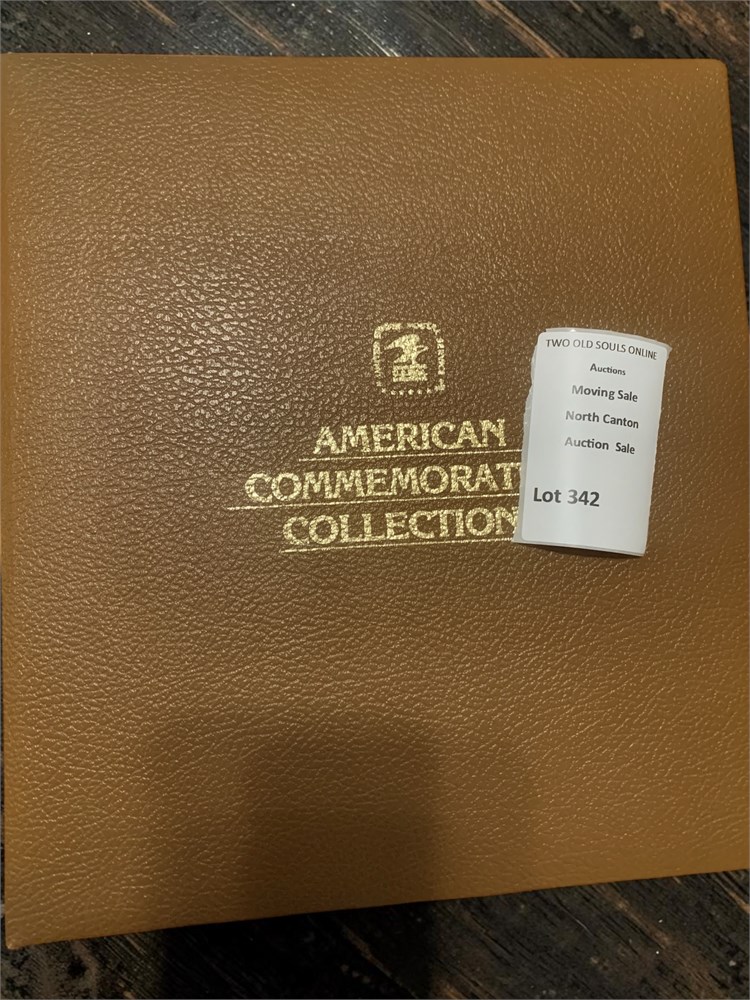 AMERICAN
COMMEMORAT
COLLECTION
TWO OLD SOULS ONLINE
Auctions
Moving Sale
North Canton
Auction Sale
Lot 342